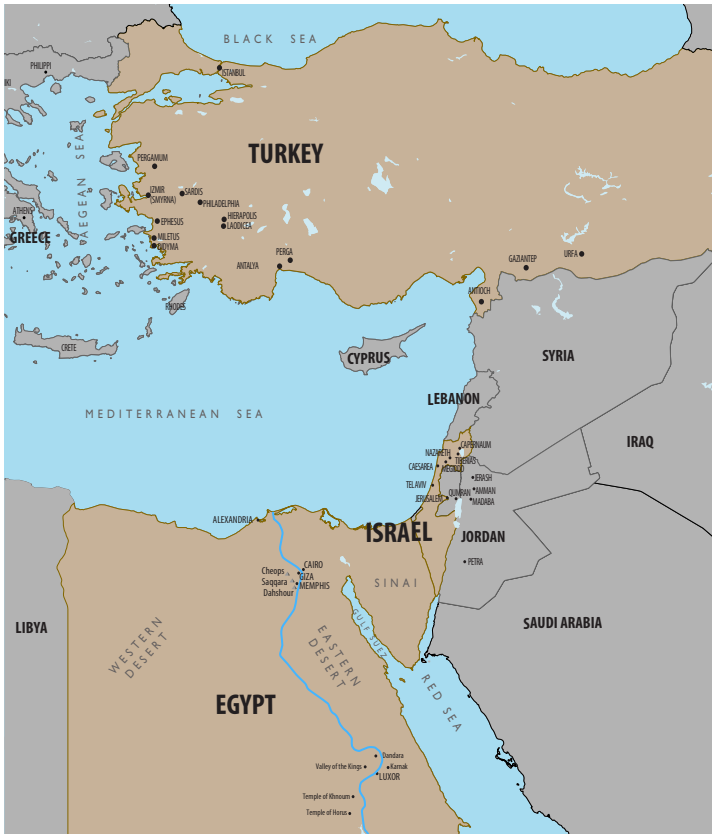 BLACK SEA
PHILIPPI
IKI
ISTANBUL
AEGEAN SEA
TURKEY
PERGAMUM
IZMIR
(SMYRNA)
SARDIS
PHILADELPHIA
ATHENS
HIERAPOLIS
LAODICEA
EPHESUS
GREECE
MILETUS
DIDYMA
PERGA
ANTALYA
GAZIANTEP
URFA
ANTIOCH
RHODES
CRETE
CYPRUS
SYRIA
LEBANON
MEDITERRANEAN SEA
IRAQ
CAPERNAUM
NAZARETH
TIBERIAS
CAESAREA
MEGIDDO
JERASH
TEL AVIV
AMMAN
QUMRAN
JERUSALEM
MADABA
ALEXANDRIA
ISRAEL
JORDAN
PETRA
CAIRO
Cheops
GIZA
Saqqara
MEMPHIS
Dahshour
SINAI
LIBYA
WESTERN
DESERT
EASTERN
DESERT
GULF SUEZ
SAUDI ARABIA
RED SEA
EGYPT
Dandara
Valley of the Kings
Karnak
LUXOR
Temple of Khnoum
Temple of Horus